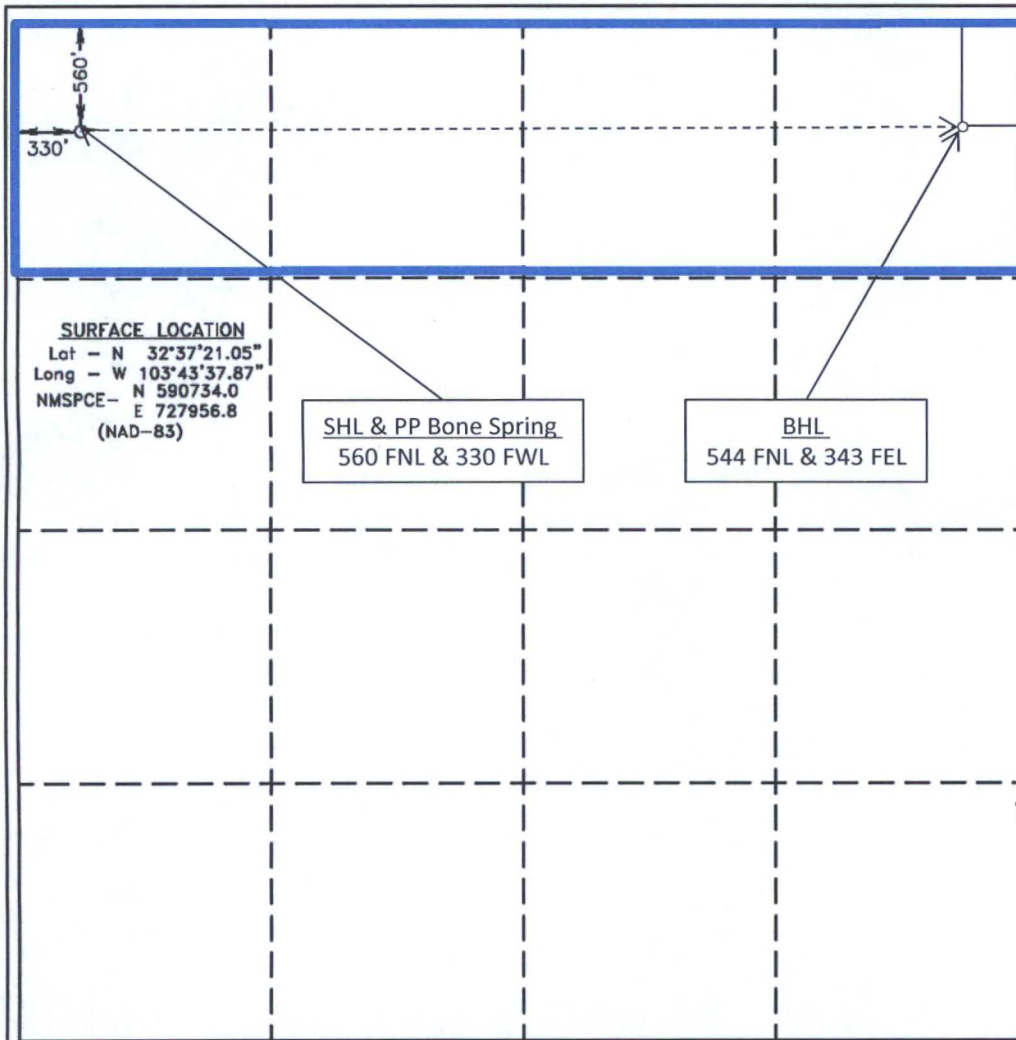 560'
330'
SURFACE LOCATION
Lat – N 32°37'21.05"
Long – W 103°43'37.87"
NMSPCE– N 590734.0
E 727956.8
(NAD–83)
SHL & PP Bone Spring
560 FNL & 330 FWL
BHL
544 FNL & 343 FEL